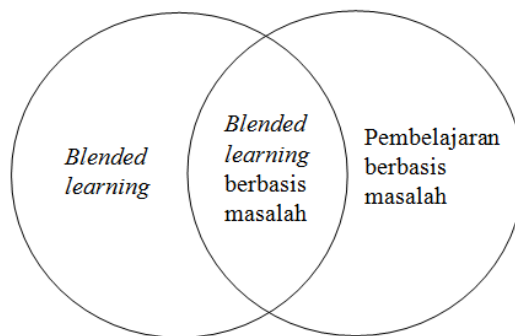 Blended
learning
Blended
learning
berbasis
masalah
Pembelajaran
berbasis
masalah